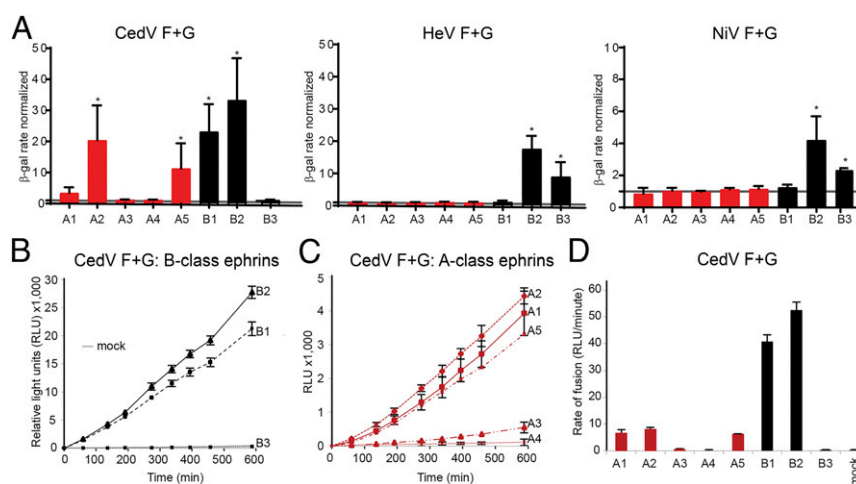 A
CedV F+G
HeV F+G
NiV F+G
β-gal rate normalized
50
40
30
20
10
0
* * * *
A1 A2 A3 A4 A5 B1 B2 B3
β-gal rate normalized
50
40
30
20
10
0
* *
A1 A2 A3 A4 A5 B1 B2 B3
β-gal rate normalized
10
8
6
4
2
0
* *
A1 A2 A3 A4 A5 B1 B2 B3
B
CedV F+G: B-class ephrins
Relative light units (RLU) x1,000
30
25
20
15
10
5
0
mock
B2
B1
B3
0 100 200 300 400 500 600
Time (min)
C
CedV F+G: A-class ephrins
RLU x1,000
5
4
3
2
1
0
A2
A1
A5
A3
A4
0 100 200 300 400 500 600
Time (min)
D
CedV F+G
Rate of fusion (RLU/minute)
60
50
40
30
20
10
0
A1 A2 A3 A4 A5 B1 B2 B3 mock